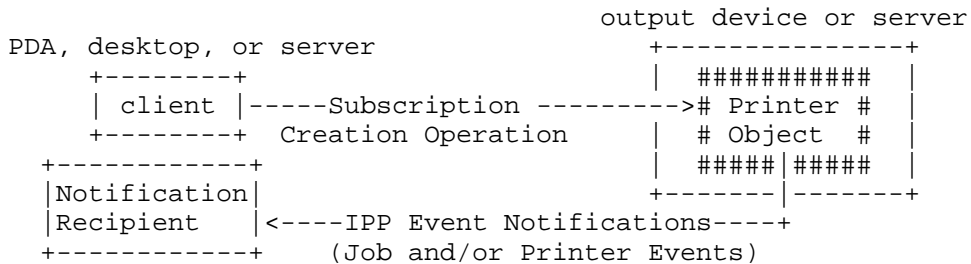 output device or server
PDA, desktop, or server
+---------------+
+--------+
| ########### |
| client |-----Subscription ---------># Printer # |
+--------+ Creation Operation | # Object # |
+------------+ | #####|##### |
|Notification| +-------|-------+
|Recipient |<----IPP Event Notifications----+
+------------+ (Job and/or Printer Events)